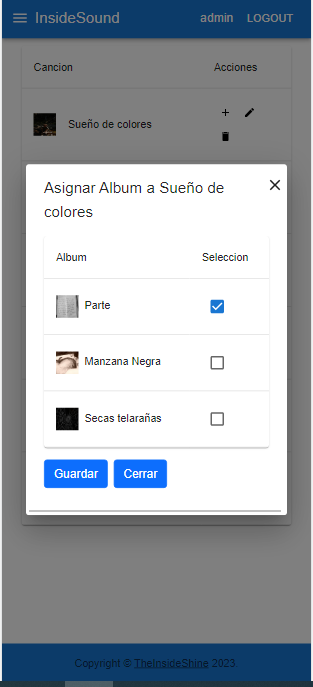 InsideSound admin LOGOUT
Cancion Acciones
Sueño de colores
Asignar Album a Sueño de
colores
Album Seleccion
Parte
Manzana Negra
Secas telarañas
Guardar Cerrar
Copyright © TheInsideShine 2023.